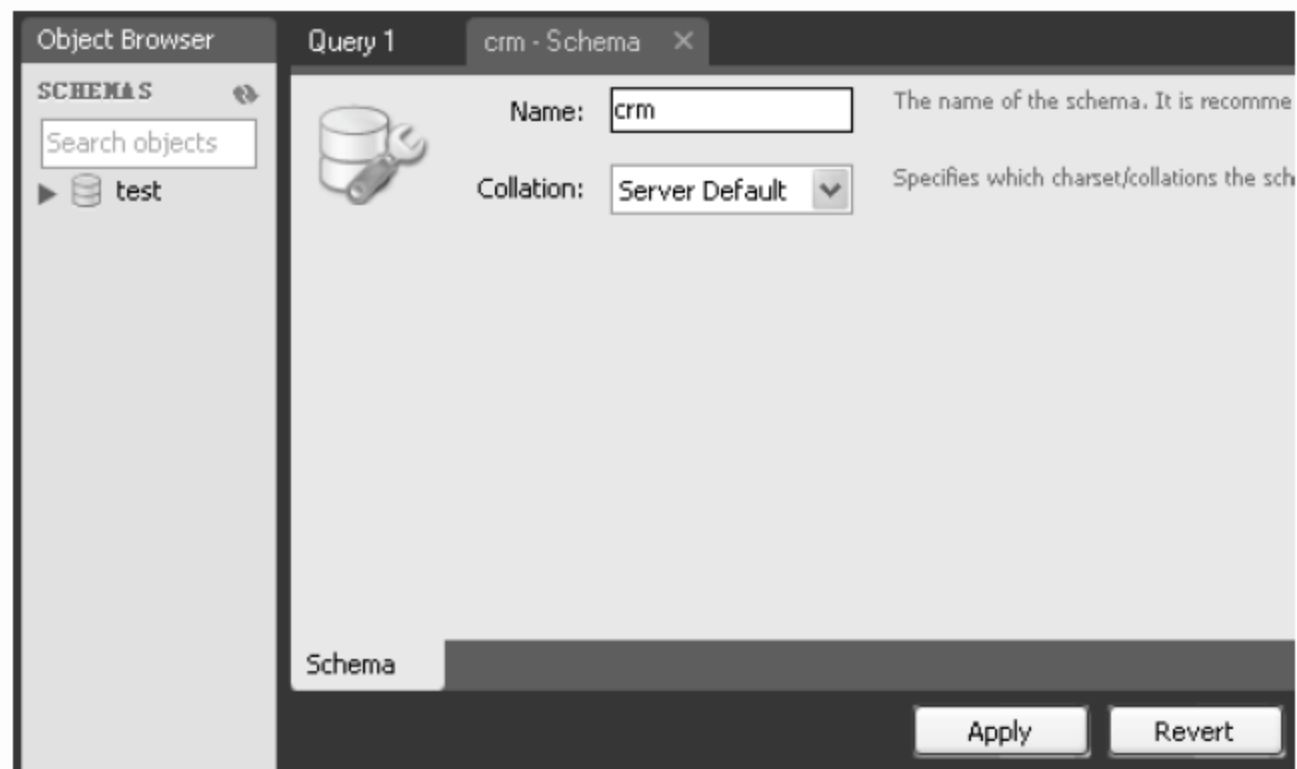 Object Browser
Query 1
crm - Schema
SCHEMAS
Search objects
test
Name:
crm
The name of the schema. It is recomme
Collation:
Server Default
Specifies which charset/collations the sch
Schema
Apply
Revert